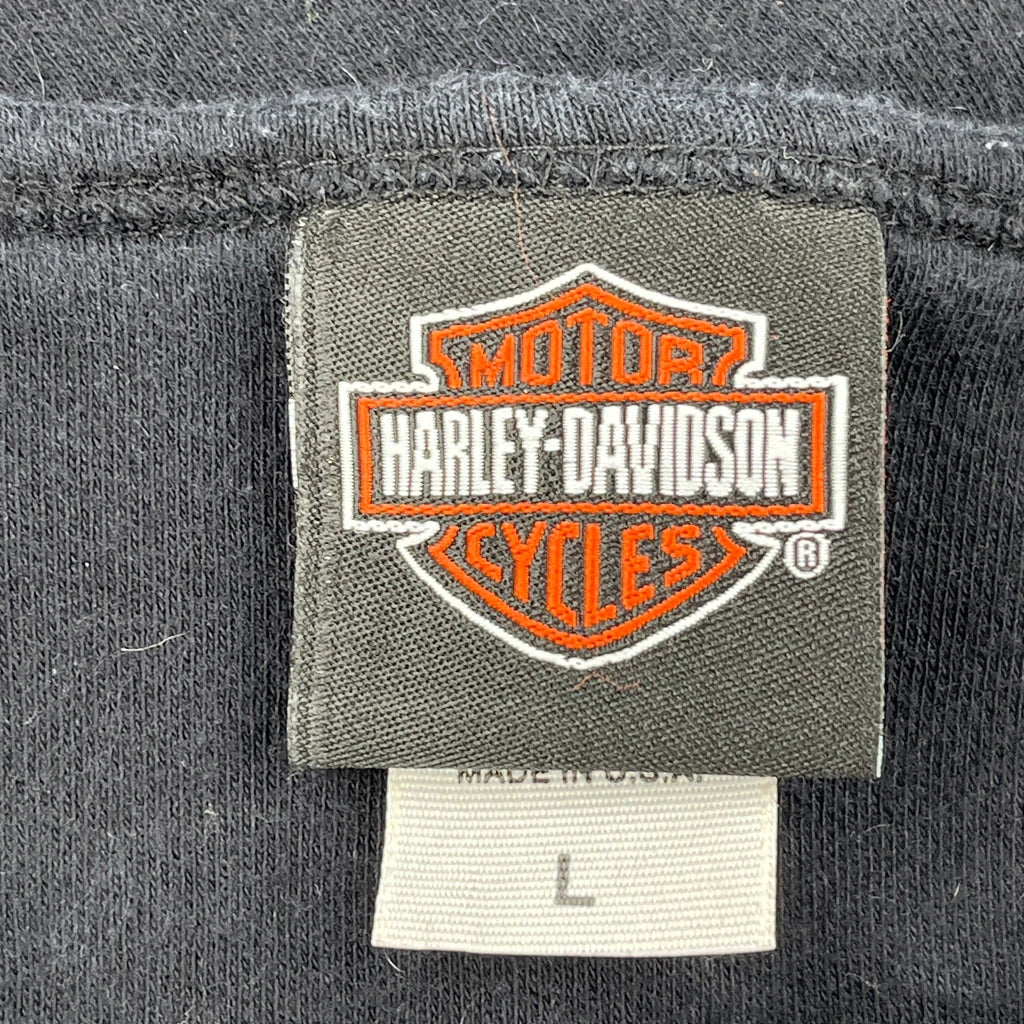 MOTOR
HARLEY-DAVIDSON
CYCLES
®
MADE IN U.S.A.
L